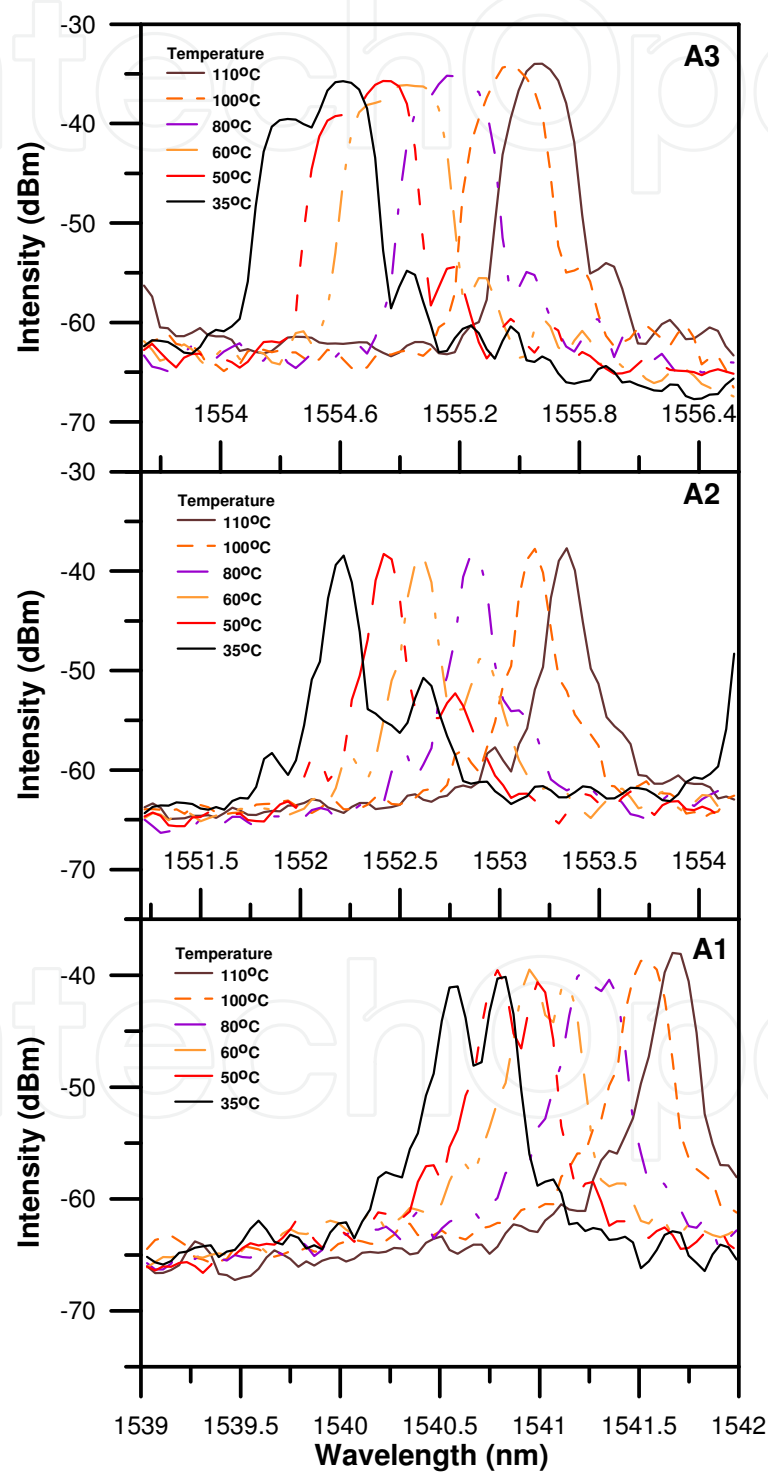 -30
A3
Temperature
110ºC
100ºC
80ºC
60ºC
50ºC
35ºC
-40
-50
-60
-70
Intensity (dBm)
1554 1554.6 1555.2 1555.8 1556.4
-30
A2
Temperature
110ºC
100ºC
80ºC
60ºC
50ºC
35ºC
-40
-50
-60
-70
Intensity (dBm)
1551.5 1552 1552.5 1553 1553.5 1554
A1
Temperature
110ºC
100ºC
80ºC
60ºC
50ºC
35ºC
-40
-50
-60
-70
Intensity (dBm)
1539 1539.5 1540 1540.5 1541 1541.5 1542
Wavelength (nm)